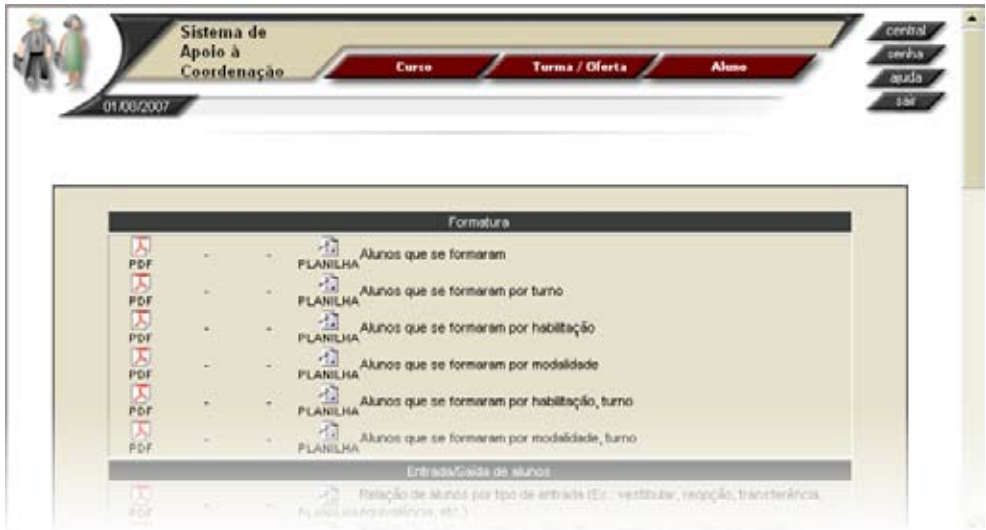 Sistema de
Apoio à
Coordenação
Curso
Turma / Oferta
Aluno
central
senha
ajuda
sair
01/08/2007
Formatura
PDF - - PLANILHA Alunos que se formaram
PDF - - PLANILHA Alunos que se formaram por turno
PDF - - PLANILHA Alunos que se formaram por habilitação
PDF - - PLANILHA Alunos que se formaram por modalidade
PDF - - PLANILHA Alunos que se formaram por habilitação, turno
PDF - - PLANILHA Alunos que se formaram por modalidade, turno
Entrada/Saída de alunos
PDF - - PLANILHA Relação de alunos por tipo de entrada (Ex.: vestibular, reopção, transferência,
etc.)